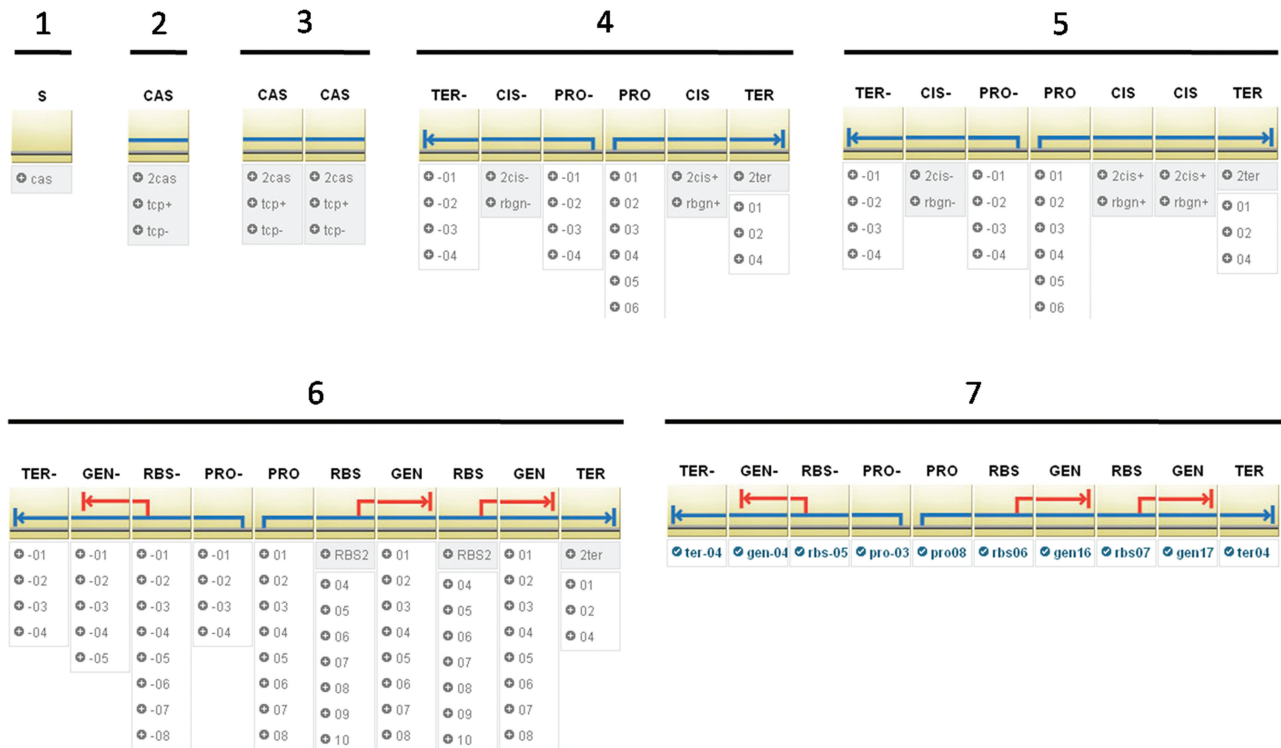 1 2 3 4 5
S CAS CAS CAS TER- CIS- PRO- PRO CIS TER TER- CIS- PRO- PRO CIS CIS TER
cas 2cas 2cas 2cas -01 2cis- -01 01 2cis+ 2ter -01 2cis- -01 01 2cis+ 2cis+ 2ter
tcp+ tcp+ tcp+ -02 rbgn- -02 02 rbgn+ 01 -02 rbgn- -02 02 rbgn+ rbgn+ 01
tcp- tcp- tcp- -03 -03 03 02 -03 -03 03 02
-04 -04 04 04 -04 -04 04 04
05 05
06 06
6 7
TER- GEN- RBS- PRO- PRO RBS GEN RBS GEN TER TER- GEN- RBS- PRO- PRO RBS GEN RBS GEN TER
-01 -01 -01 -01 01 RBS2 01 RBS2 01 2ter ter-04 gen-04 rbs-05 pro-03 pro08 rbs06 gen16 rbs07 gen17 ter04
-02 -02 -02 -02 02 04 02 04 02 01
-03 -03 -03 -03 03 05 03 05 03 02
-04 -04 -04 -04 04 06 04 06 04 04
-05 -05 05 07 05 07 05
-06 06 08 06 08 06
-07 07 09 07 09 07
-08 08 10 08 10 08